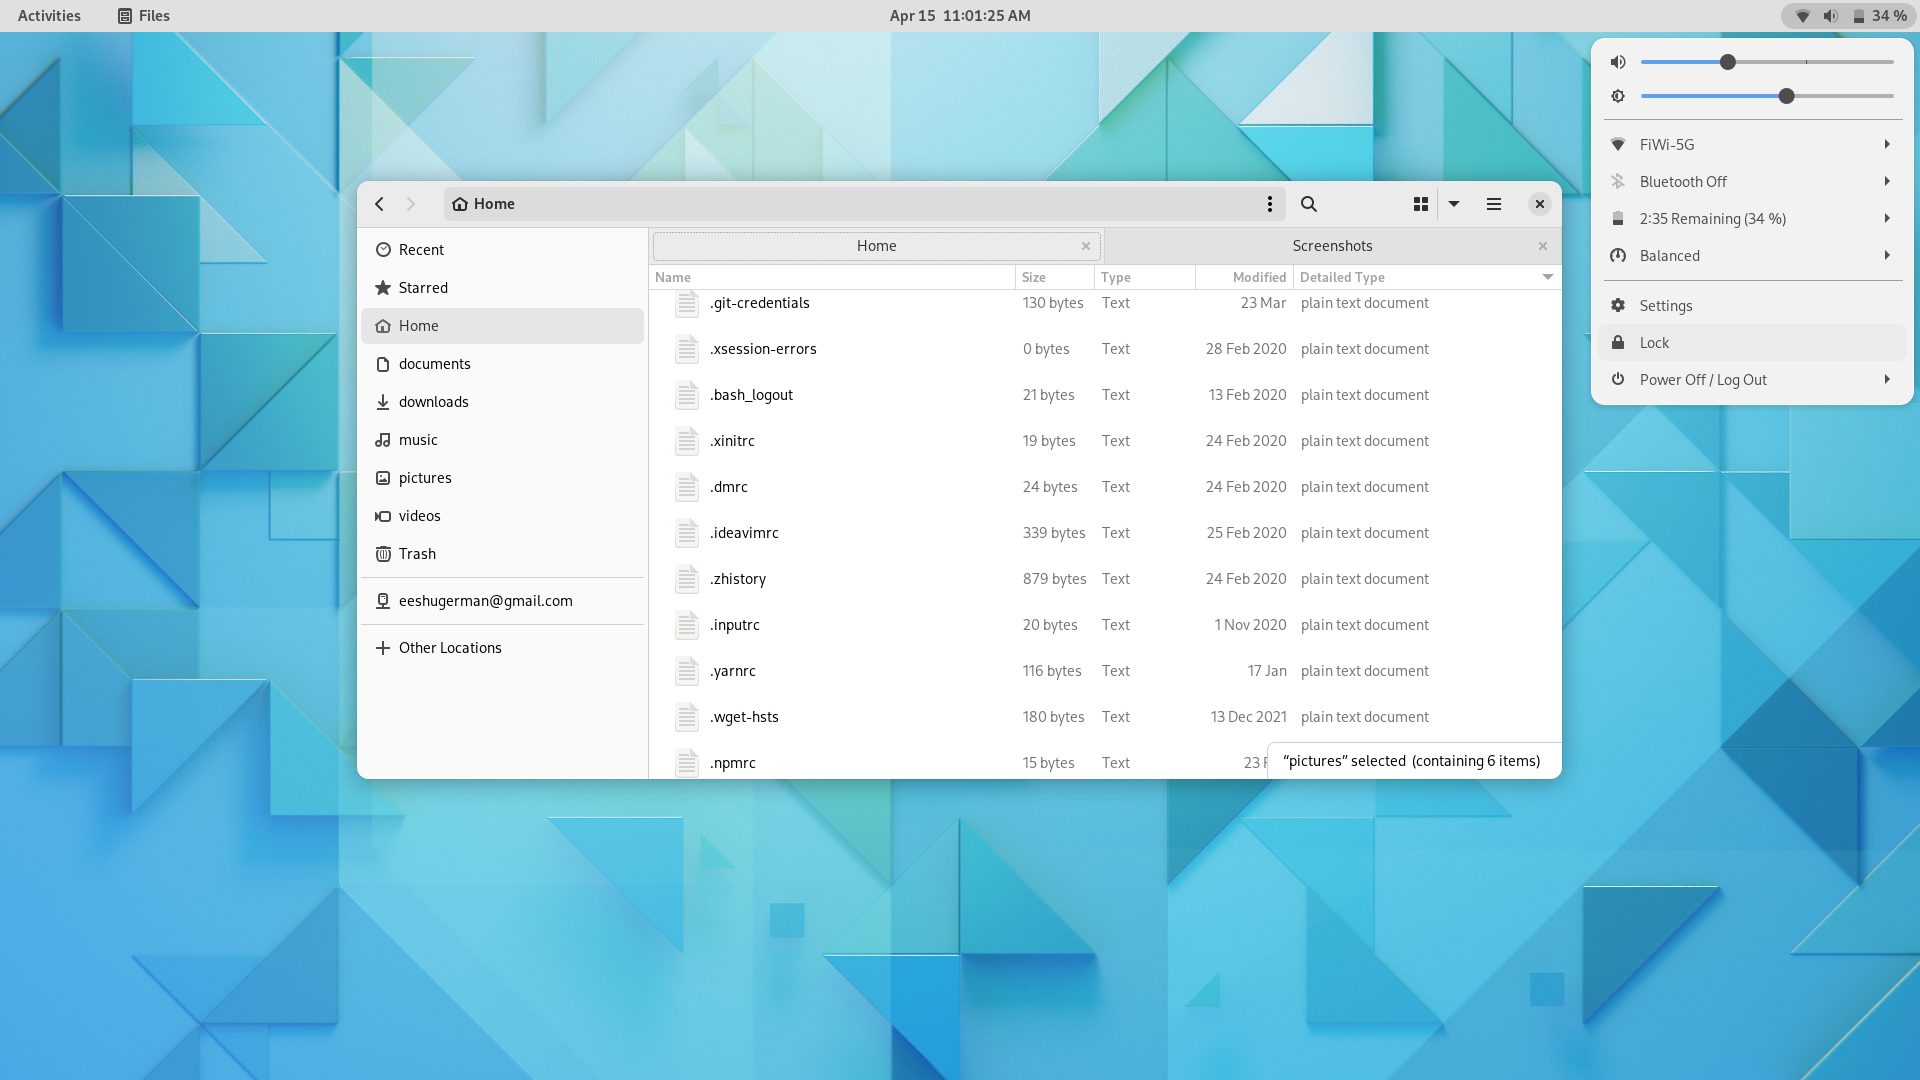 Activities
Files
Apr 15 11:01:25 AM
34 %
Home
Recent
Starred
Home
documents
downloads
music
pictures
videos
Trash
eeshugerman@gmail.com
Other Locations
Home
Screenshots
Name Size Type Modified Detailed Type
.git-credentials 130 bytes Text 23 Mar plain text document
.xsession-errors 0 bytes Text 28 Feb 2020 plain text document
.bash_logout 21 bytes Text 13 Feb 2020 plain text document
.xinitrc 19 bytes Text 24 Feb 2020 plain text document
.dmrc 24 bytes Text 24 Feb 2020 plain text document
.ideavimrc 339 bytes Text 25 Feb 2020 plain text document
.zhistory 879 bytes Text 24 Feb 2020 plain text document
.inputrc 20 bytes Text 1 Nov 2020 plain text document
.yarnrc 116 bytes Text 17 Jan plain text document
.wget-hsts 180 bytes Text 13 Dec 2021 plain text document
.npmrc 15 bytes Text 23
“pictures” selected (containing 6 items)
FiWi-5G
Bluetooth Off
2:35 Remaining (34 %)
Balanced
Settings
Lock
Power Off / Log Out